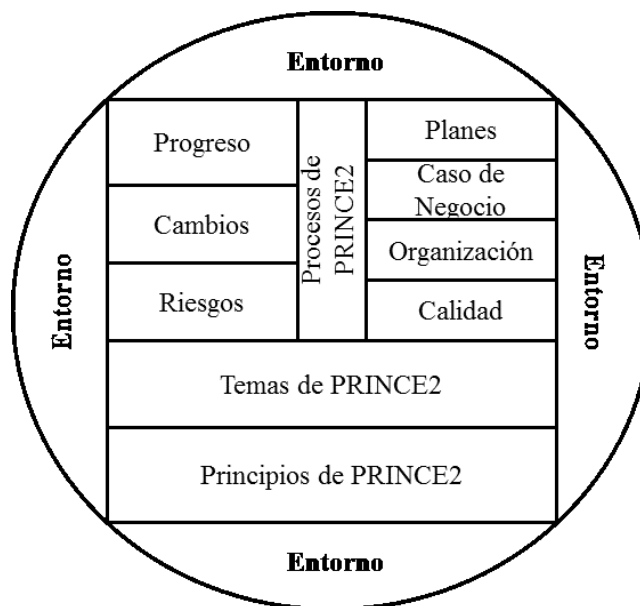 Entorno
Progreso
Cambios
Riesgos
Procesos de
PRINCE2
Planes
Caso de
Negocio
Organización
Calidad
Entorno
Entorno
Temas de PRINCE2
Principios de PRINCE2
Entorno